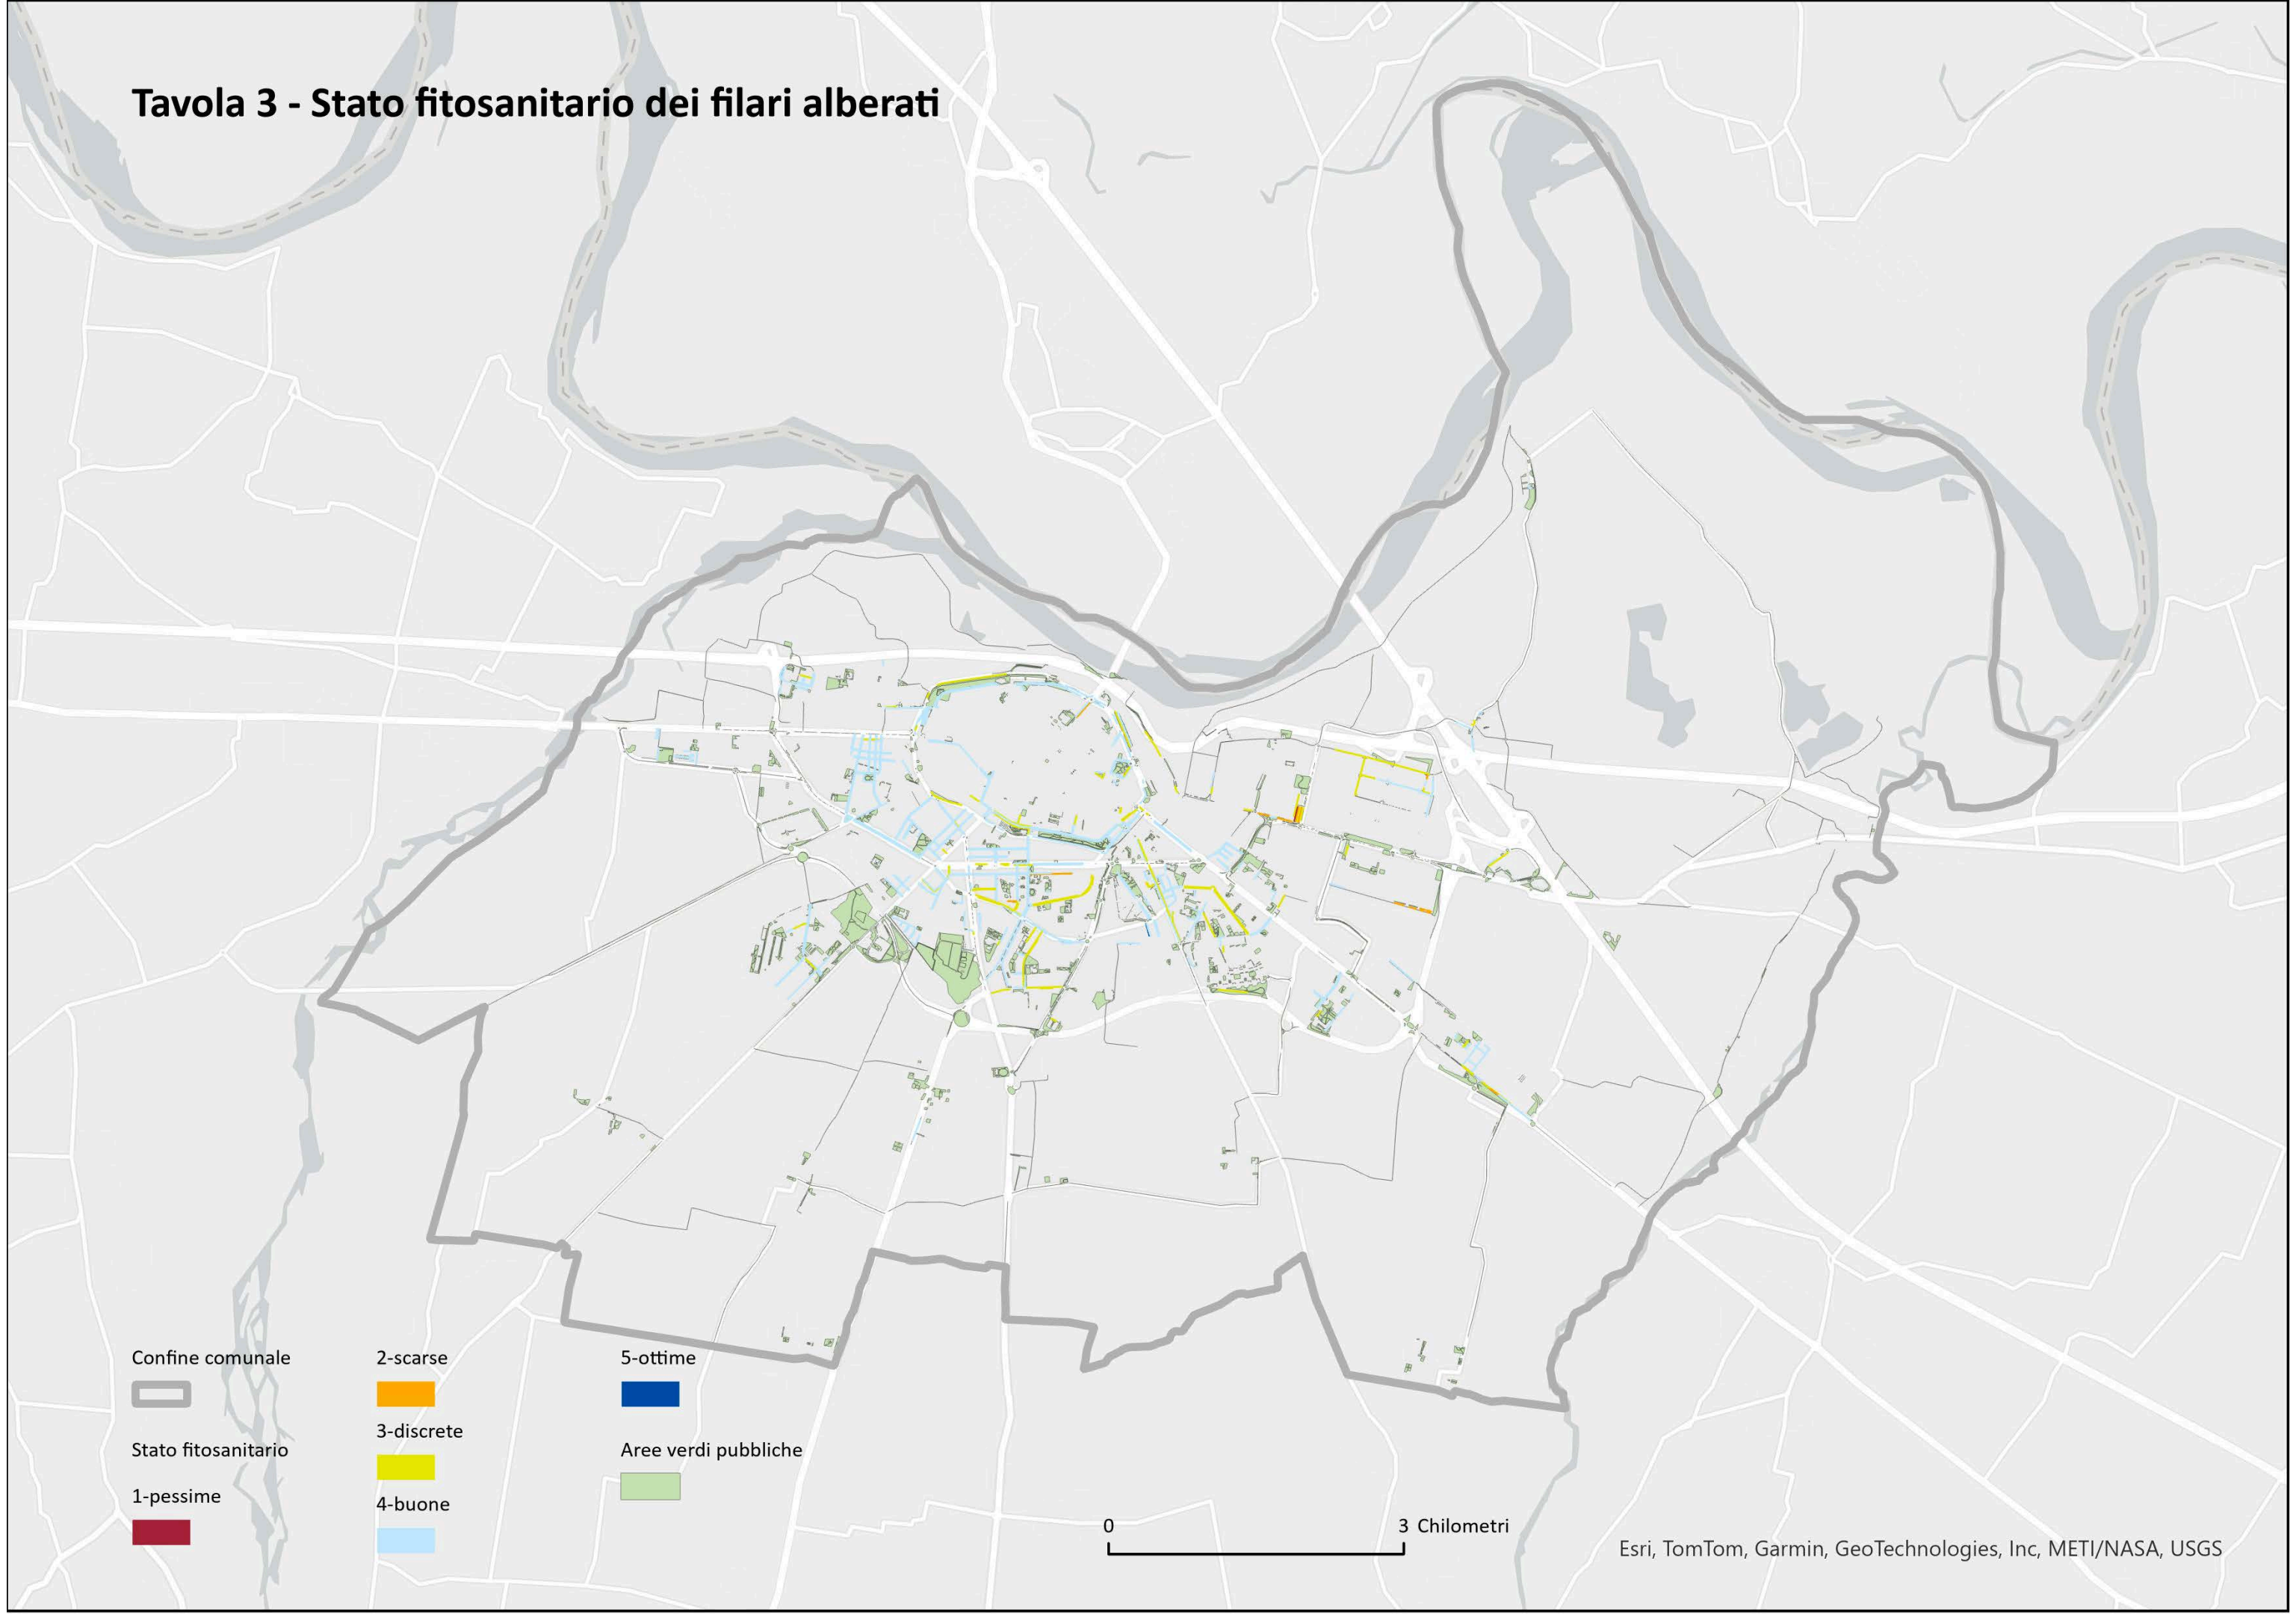 Tavola 3 - Stato fitosanitario dei filari alberati
Confine comunale
Stato fitosanitario
1-pessime
2-scarse
3-discrete
4-buone
5-ottime
Aree verdi pubbliche
0 3 Chilometri
Esri, TomTom, Garmin, GeoTechnologies, Inc, METI/NASA, USGS